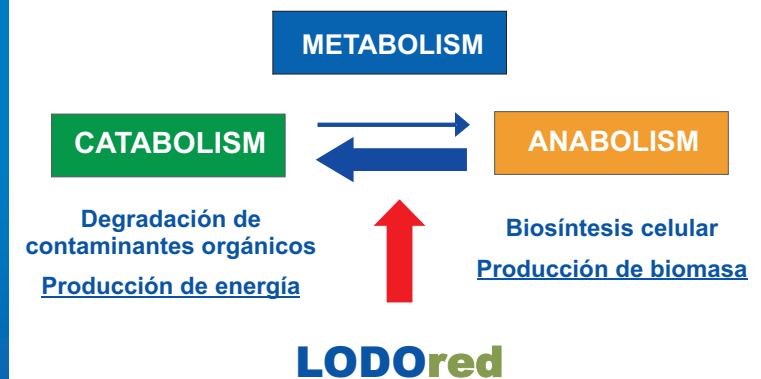 METABOLISM
CATABOLISM
ANABOLISM
Degradación de
contaminantes orgánicos
Producción de energía
Biosíntesis celular
Producción de biomasa
LODOred